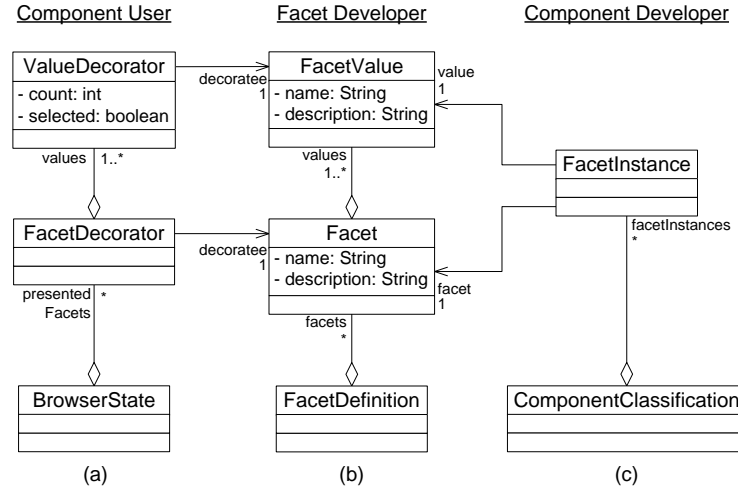 Component User
Facet Developer
Component Developer
ValueDecorator
- count: int
- selected: boolean
decoratee
1
FacetValue
- name: String
- description: String
value
1
values
1..*
values
1..*
FacetInstance
FacetDecorator
decoratee
1
Facet
- name: String
- description: String
facetInstances
*
facet
1
presented
Facets
*
facets
*
BrowserState
FacetDefinition
ComponentClassification
(a)
(b)
(c)